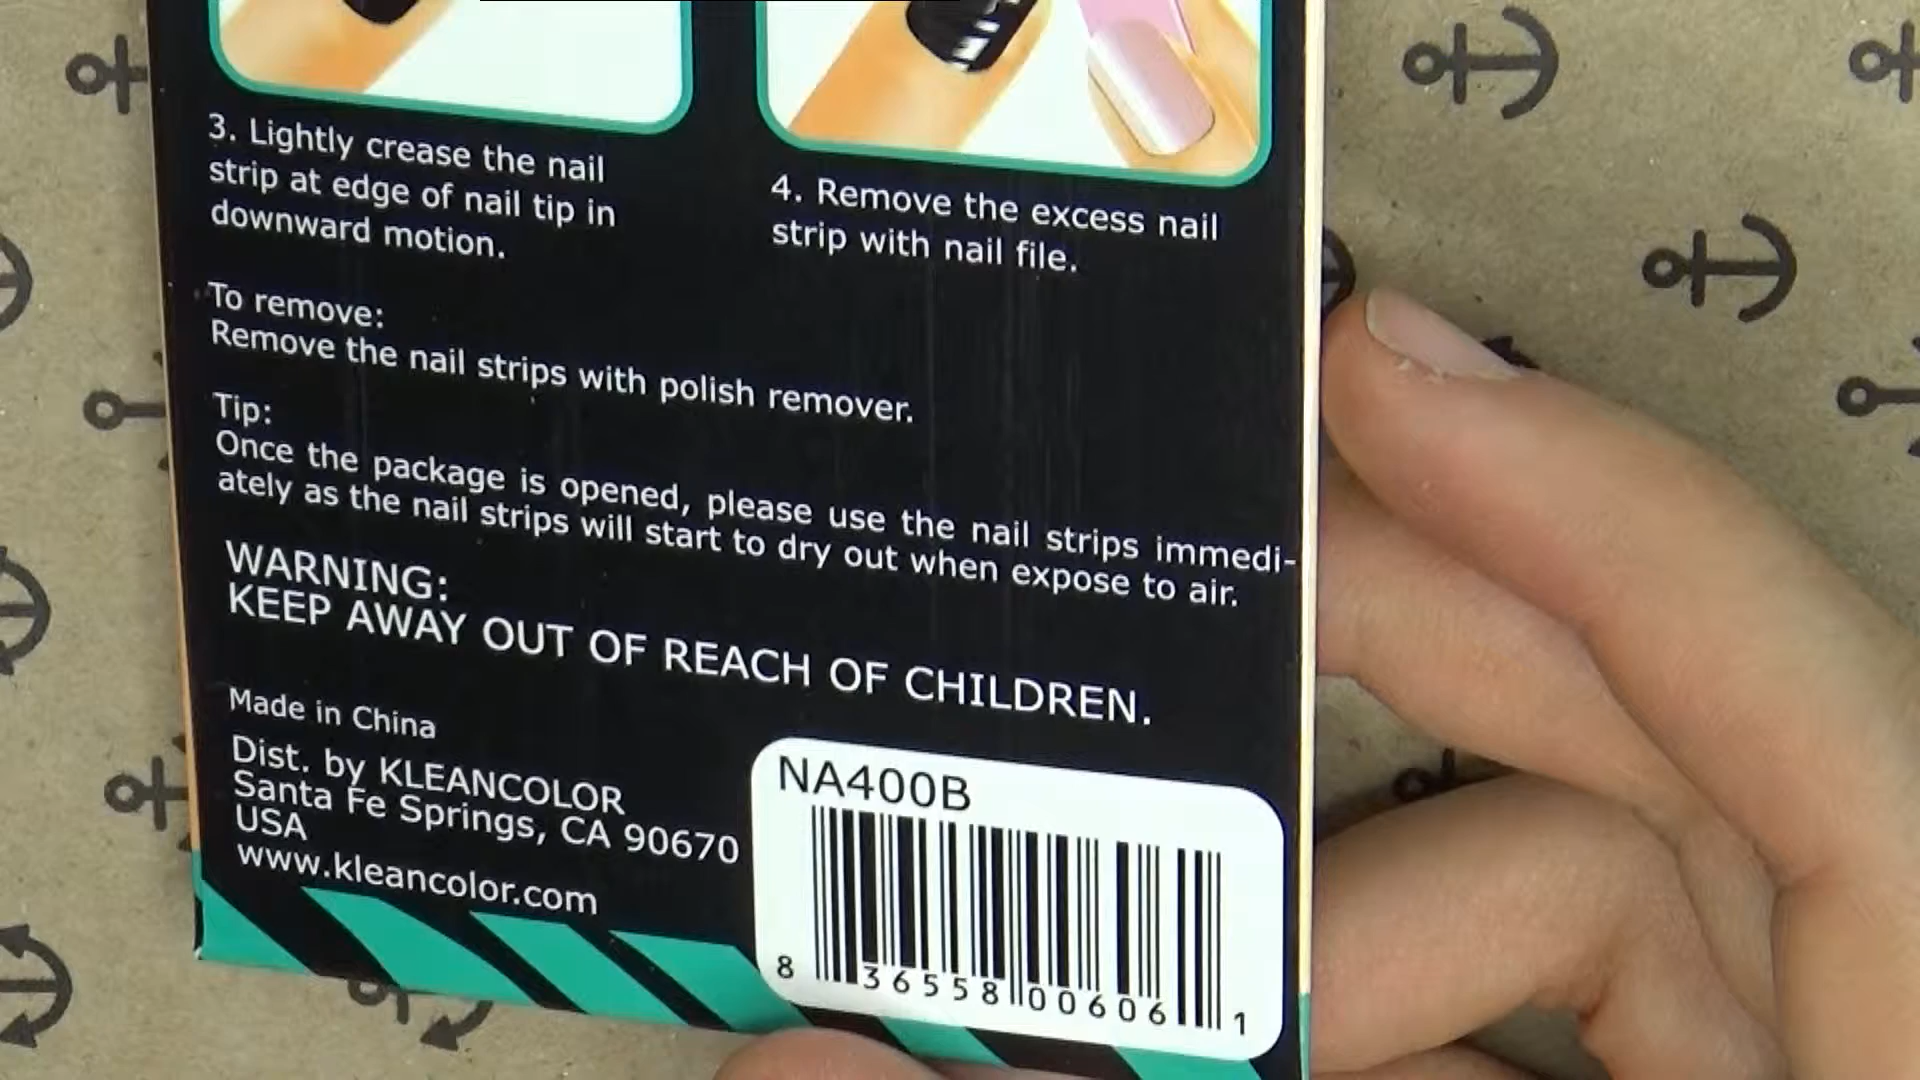 3. Lightly crease the nail
strip at edge of nail tip in
downward motion.
4. Remove the excess nail
strip with nail file.
To remove:
Remove the nail strips with polish remover.
Tip:
Once the package is opened, please use the nail strips immedi-
ately as the nail strips will start to dry out when expose to air.
WARNING:
KEEP AWAY OUT OF REACH OF CHILDREN.
Made in China
Dist. by KLEANCOLOR
Santa Fe Springs, CA 90670
USA
www.kleancolor.com
NA400B
8 36558 00606 1